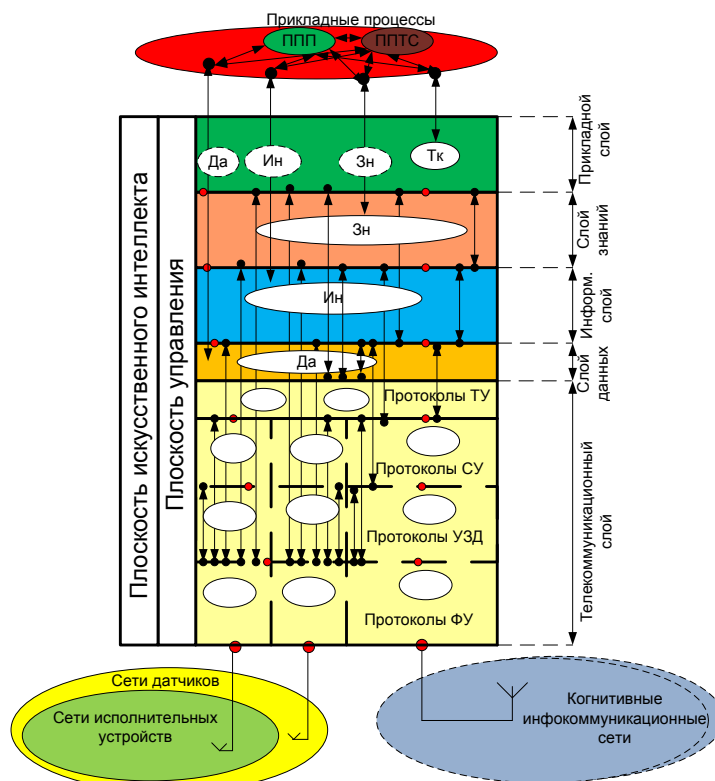 Прикладные процессы
ППП
ППТС
Плоскость искусственного интеллекта
Плоскость управления
Да
Ин
Зн
Тк
Прикладной
слой
Зн
Слой
знаний
Ин
Информ.
слой
Да
Слой
данных
Протоколы ТУ
Протоколы СУ
Протоколы УЗД
Протоколы ФУ
Телекоммуникационный
слой
Сети датчиков
Сети исполнительных
устройств
Когнитивные
инфокоммуникационные
сети